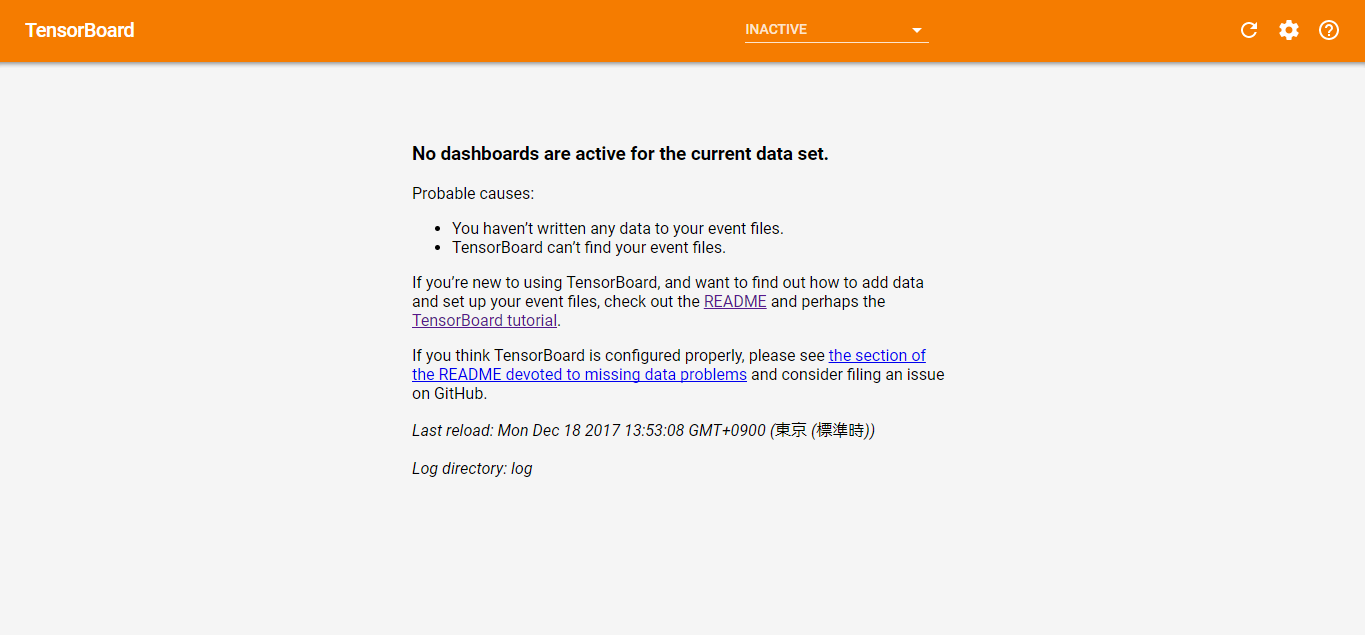 TensorBoard
INACTIVE
No dashboards are active for the current data set.
Probable causes:
• You haven’t written any data to your event files.
• TensorBoard can’t find your event files.
If you’re new to using TensorBoard, and want to find out how to add data
and set up your event files, check out the README and perhaps the
TensorBoard tutorial.
If you think TensorBoard is configured properly, please see the section of
the README devoted to missing data problems and consider filing an issue
on GitHub.
Last reload: Mon Dec 18 2017 13:53:08 GMT+0900 (東京 (標準時))
Log directory: log